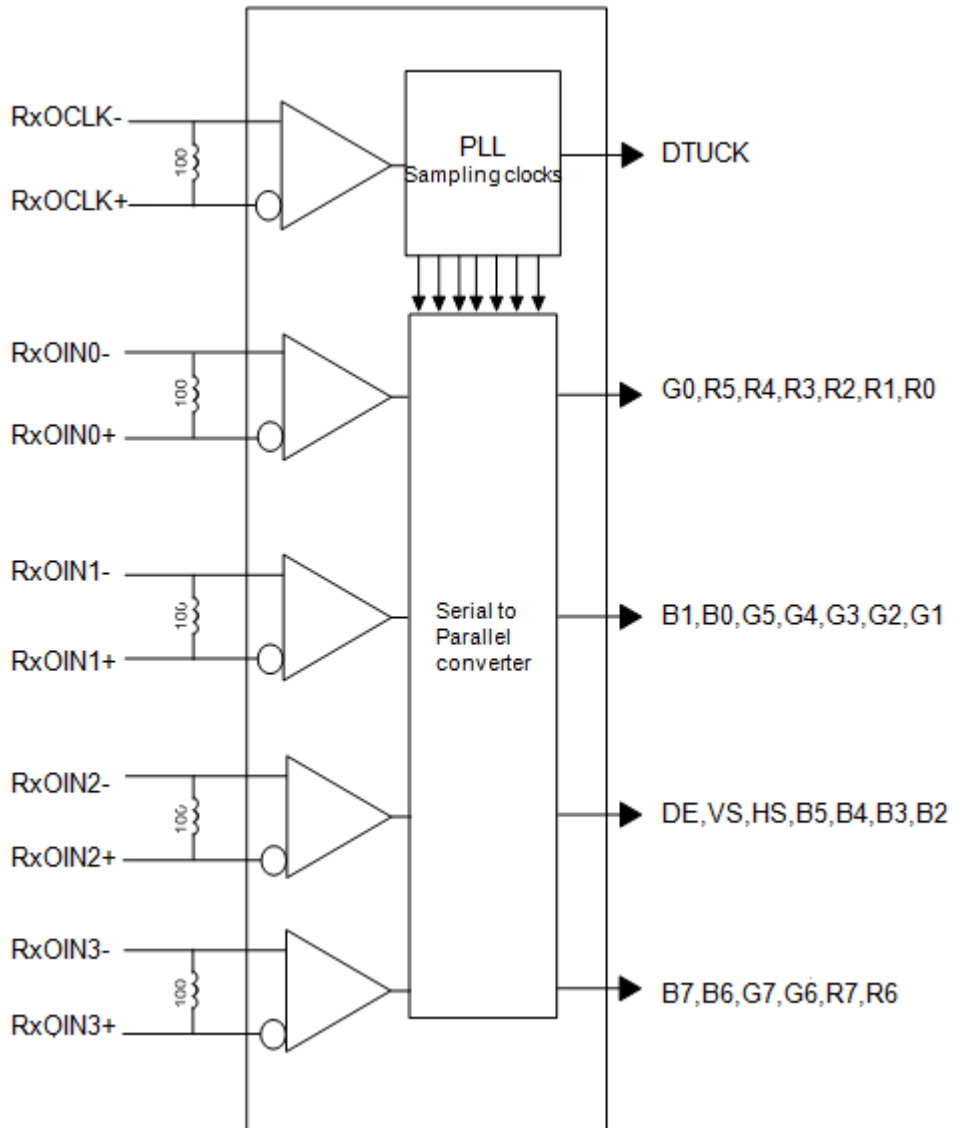 RxOCLK-
100
RxOCLK+
PLL
Sampling clocks
DTUCK
RxOIN0-
100
RxOIN0+
G0,R5,R4,R3,R2,R1,R0
RxOIN1-
100
RxOIN1+
Serial to
Parallel
converter
B1,B0,G5,G4,G3,G2,G1
RxOIN2-
100
RxOIN2+
DE,VS,HS,B5,B4,B3,B2
RxOIN3-
100
RxOIN3+
B7,B6,G7,G6,R7,R6